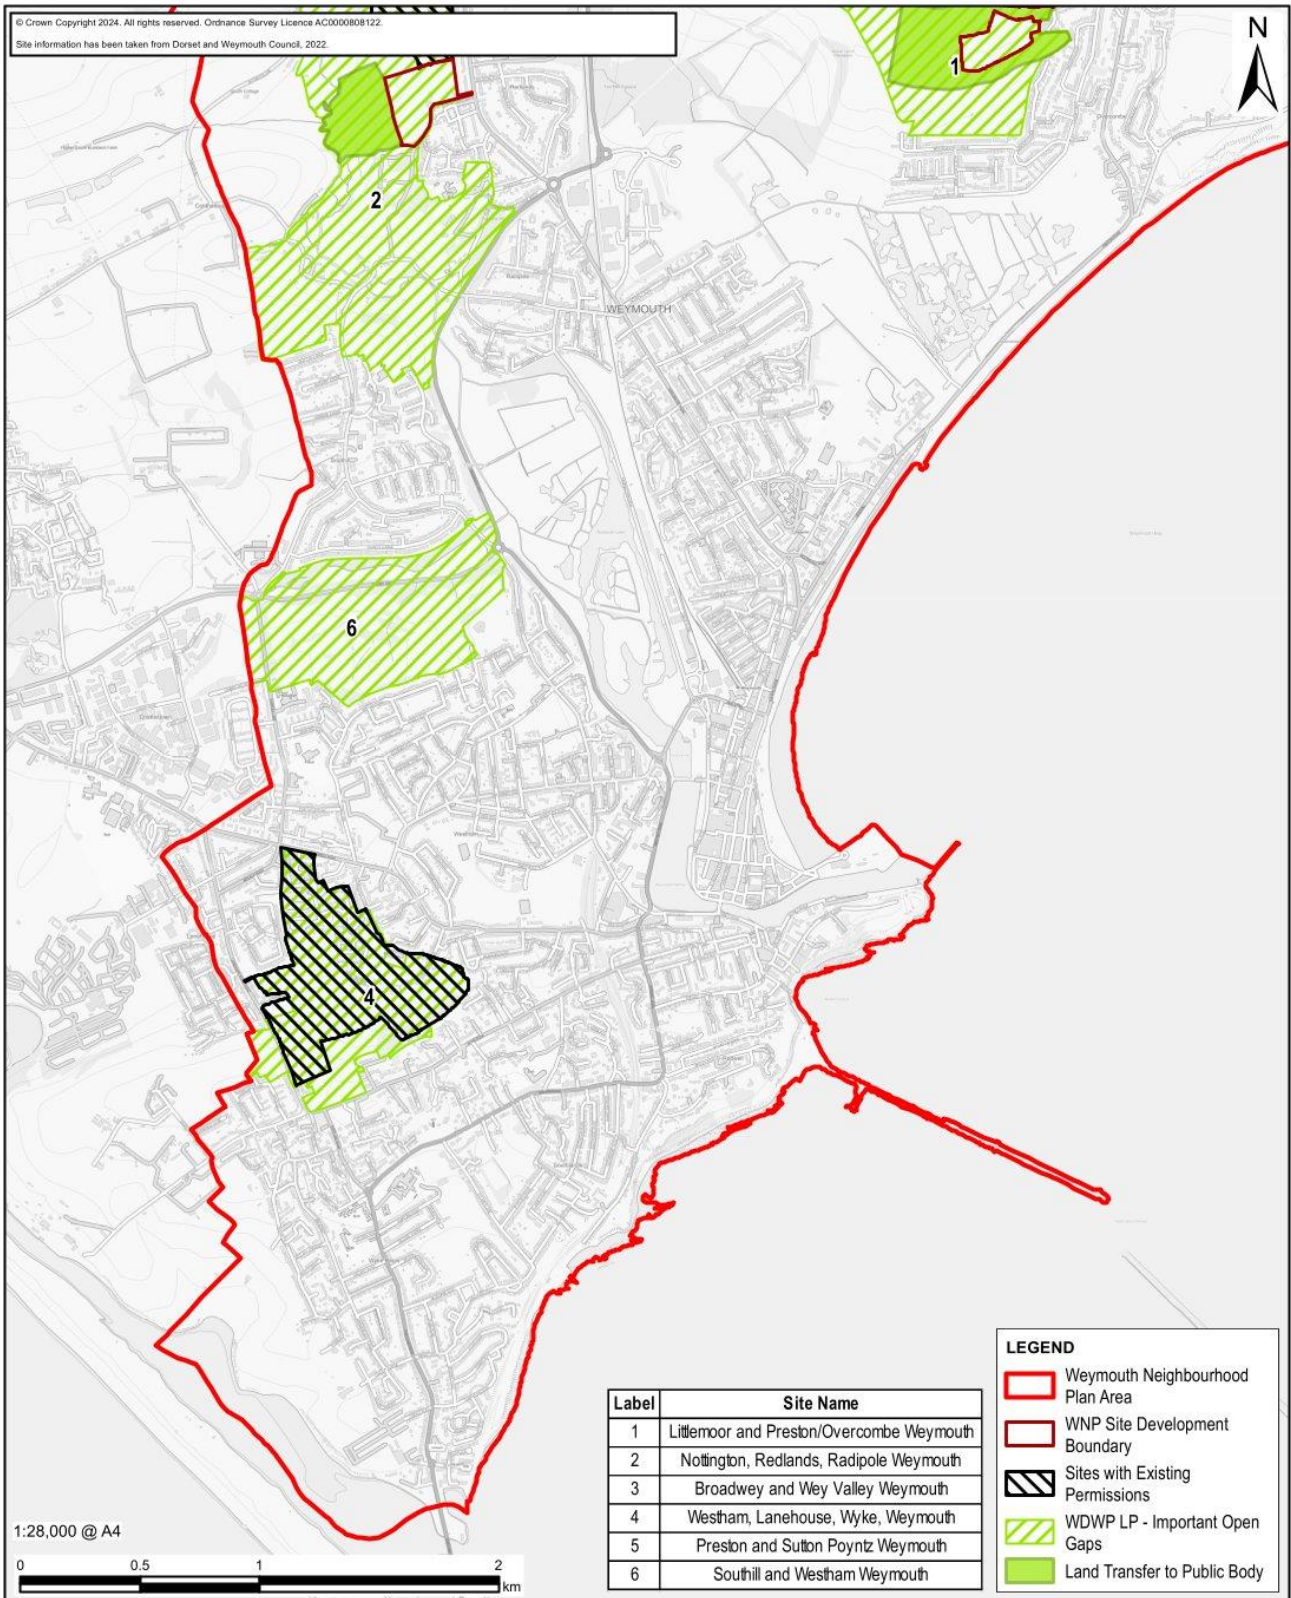 © Crown Copyright 2024. All rights reserved. Ordnance Survey Licence AC0000808122.
Site information has been taken from Dorset and Weymouth Council, 2022.
N
1
2
WEYMOUTH
6
4
LEGEND
Weymouth Neighbourhood
Plan Area
WNP Site Development
Boundary
Sites with Existing
Permissions
WDWP LP - Important Open
Gaps
Land Transfer to Public Body
Label Site Name
1 Littlemoor and Preston/Overcombe Weymouth
2 Nottington, Redlands, Radipole Weymouth
3 Broadwey and Wey Valley Weymouth
4 Westham, Lanehouse, Wyke, Weymouth
5 Preston and Sutton Poyntz Weymouth
6 Southill and Westham Weymouth
1:28,000 @ A4
0 0.5 1 2
km